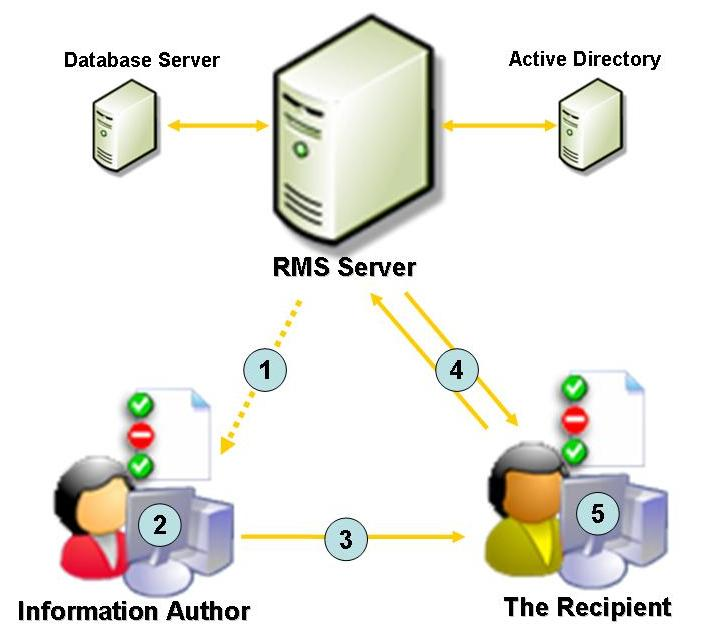 Database Server
Active Directory
RMS Server
1
4
2
3
5
Information Author
The Recipient